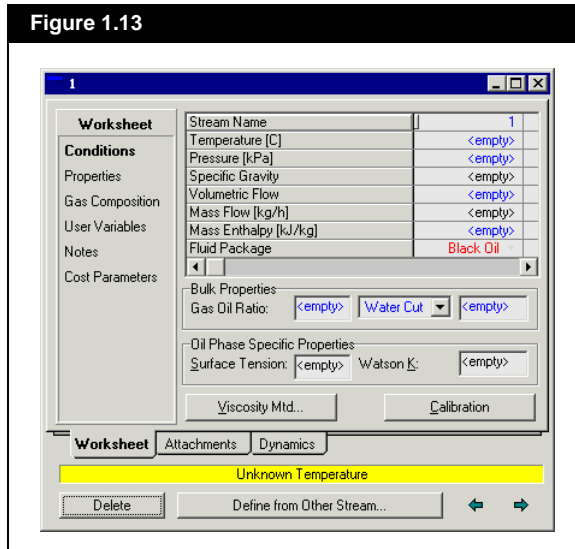 Figure 1.13
1
Worksheet
Conditions
Properties
Gas Composition
User Variables
Notes
Cost Parameters
Stream Name 1
Temperature [C] <empty>
Pressure [kPa] <empty>
Specific Gravity <empty>
Volumetric Flow <empty>
Mass Flow [kg/h] <empty>
Mass Enthalpy [kJ/kg] <empty>
Fluid Package Black Oil
Bulk Properties
Gas Oil Ratio: <empty> Water Cut <empty>
Oil Phase Specific Properties
Surface Tension: <empty> Watson K: <empty>
Viscosity Mtd... Calibration
Worksheet Attachments Dynamics
Unknown Temperature
Delete Define from Other Stream...